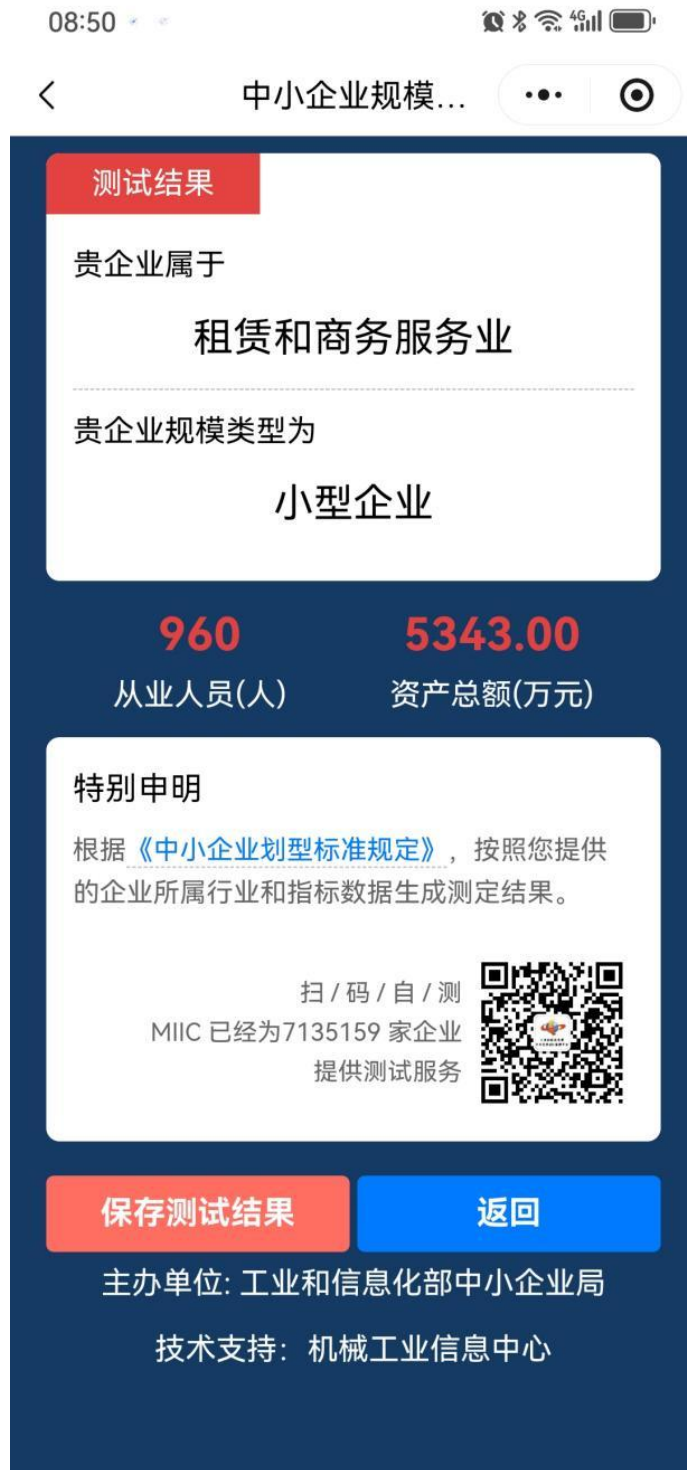 08:50
4G
中小企业规模...
测试结果
贵企业属于
租赁和商务服务业
贵企业规模类型为
小型企业
960
5343.00
从业人员(人)
资产总额(万元)
特别申明
根据《中小企业划型标准规定》，按照您提供
的企业所属行业和指标数据生成测定结果。
扫 / 码 / 自 / 测
MIIC 已经为7135159 家企业
提供测试服务
保存测试结果
返回
主办单位: 工业和信息化部中小企业局
技术支持：机械工业信息中心